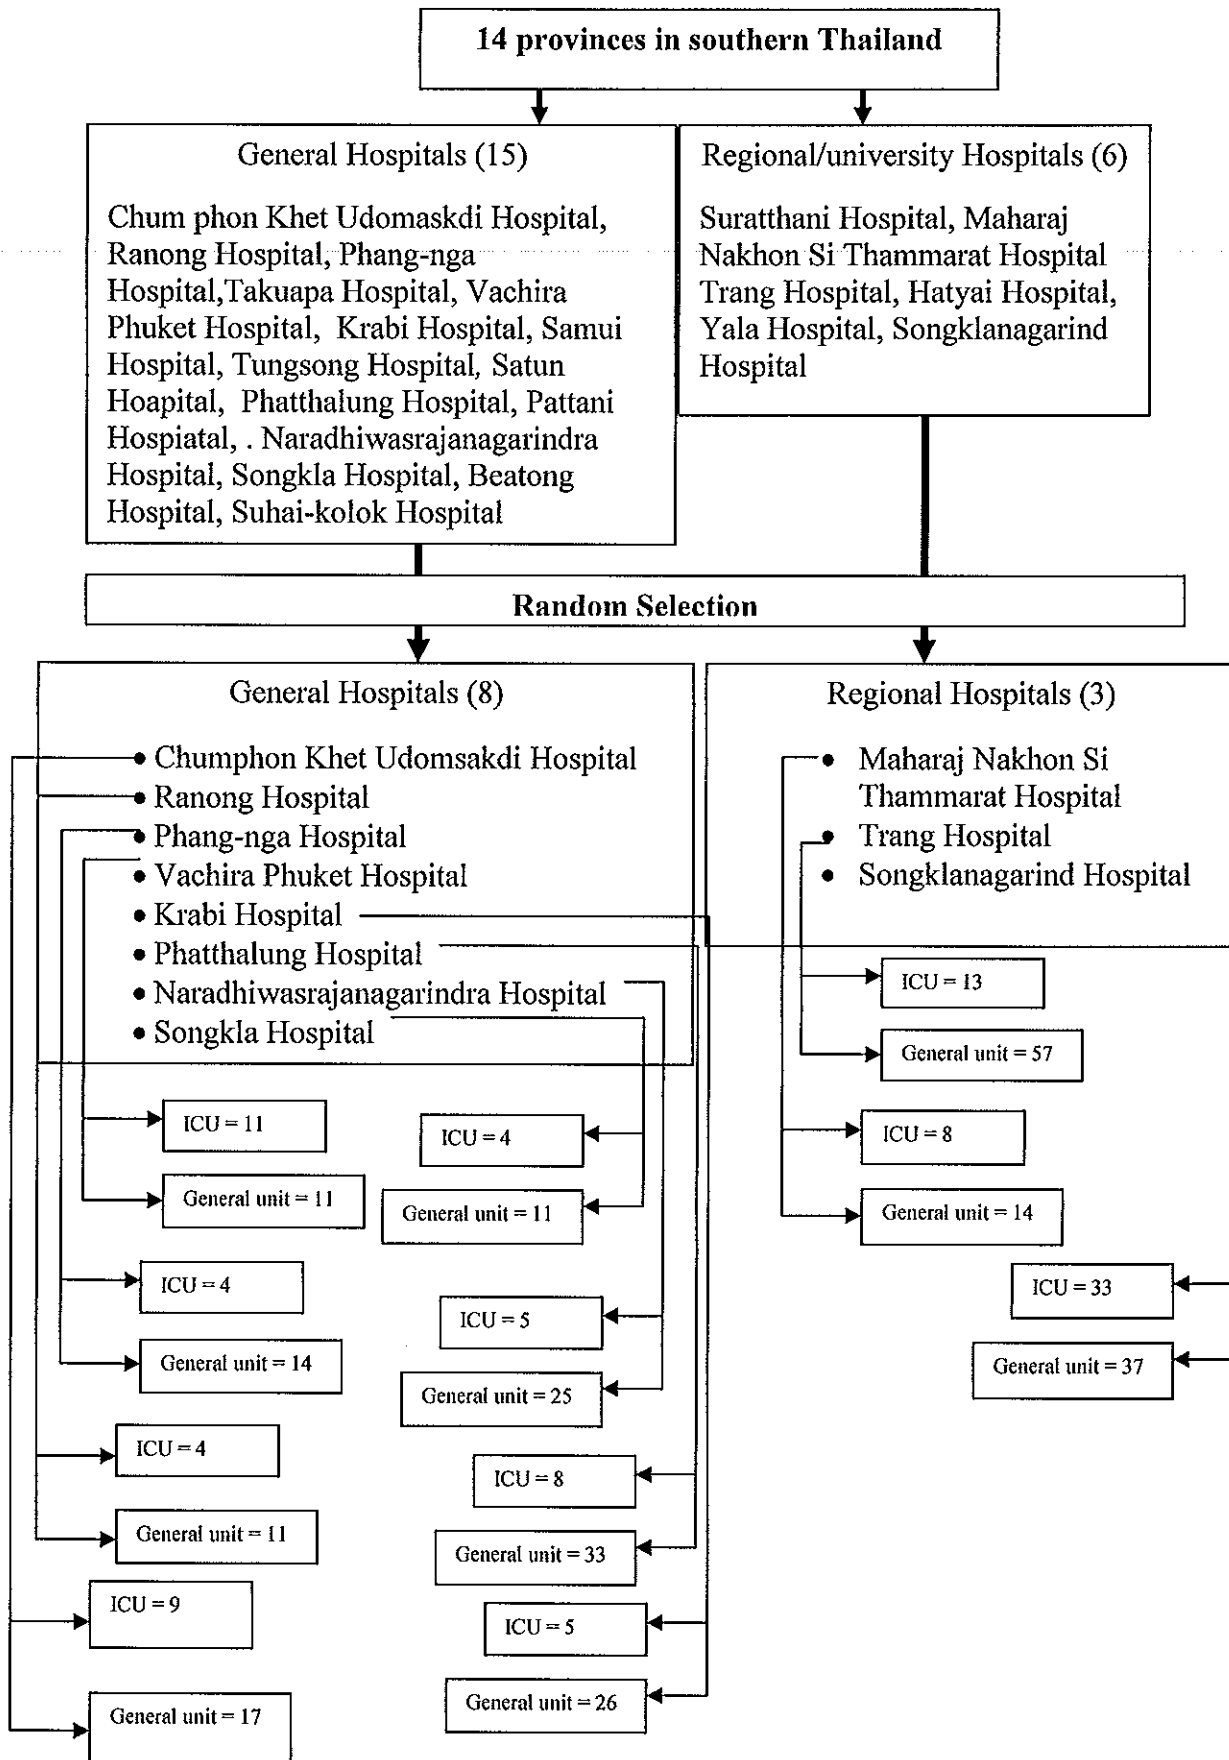 14 provinces in southern Thailand
General Hospitals (15)
Chum phon Khet Udomaskdi Hospital,
Ranong Hospital, Phang-nga
Hospital,Takuapa Hospital, Vachira
Phuket Hospital, Krabi Hospital, Samui
Hospital, Tungsong Hospital, Satun
Hoapital, Phatthalung Hospital, Pattani
Hospiatal, . Naradhiwasrajanagarindra
Hospital, Songkla Hospital, Beatong
Hospital, Suhai-kolok Hospital
Regional/university Hospitals (6)
Suratthani Hospital, Maharaj
Nakhon Si Thammarat Hospital
Trang Hospital, Hatyai Hospital,
Yala Hospital, Songklanagarind
Hospital
Random Selection
General Hospitals (8)
• Chumphon Khet Udomsakdi Hospital
• Ranong Hospital
• Phang-nga Hospital
• Vachira Phuket Hospital
• Krabi Hospital
• Phatthalung Hospital
• Naradhiwasrajanagarindra Hospital
• Songkla Hospital
Regional Hospitals (3)
• Maharaj Nakhon Si
Thammarat Hospital
• Trang Hospital
• Songklanagarind Hospital
ICU = 11
General unit = 11
ICU = 4
General unit = 14
ICU = 4
General unit = 11
ICU = 9
General unit = 17
ICU = 4
General unit = 11
ICU = 5
General unit = 25
ICU = 8
General unit = 33
ICU = 5
General unit = 26
ICU = 13
General unit = 57
ICU = 8
General unit = 14
ICU = 33
General unit = 37